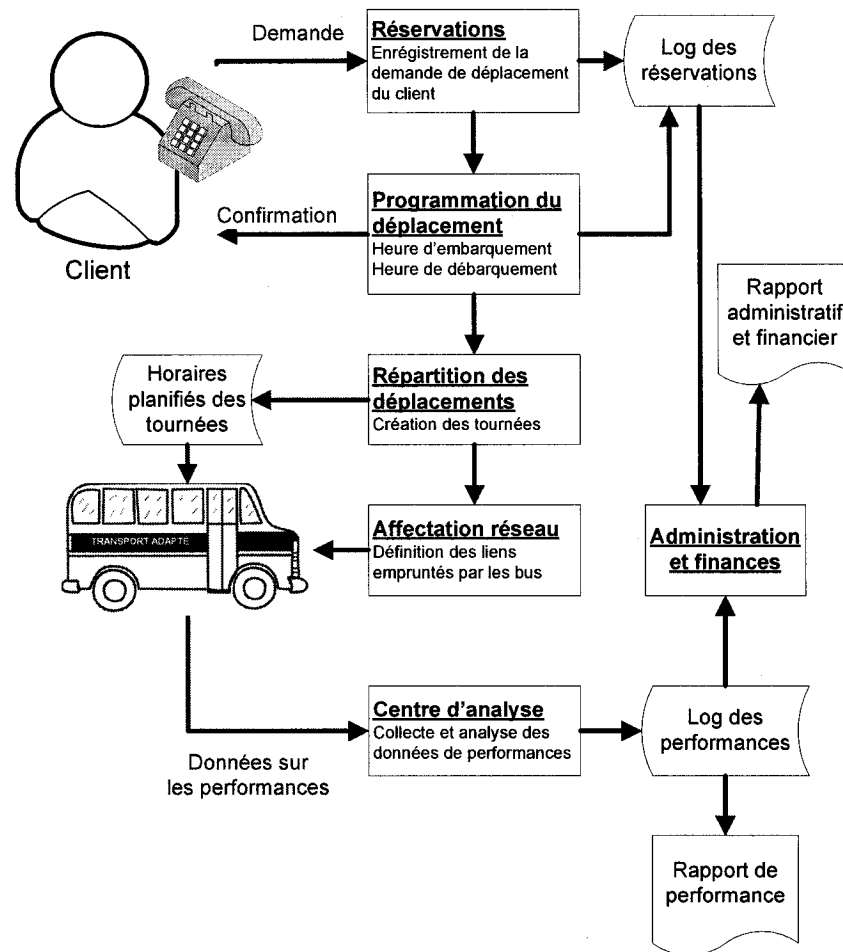 Demande
Réservations
Enrégistrement de la
demande de déplacement
du client
Log des
réservations
Confirmation
Programmation du
déplacement
Heure d'embarquement
Heure de débarquement
Client
Rapport
administratif
et financier
Horaires
planifiés des
tournées
Répartition des
déplacements
Création des tournées
TRANSPORT ADAPTÉ
Affectation réseau
Définition des liens
empruntés par les bus
Administration
et finances
Centre d'analyse
Collecte et analyse des
données de performances
Log des
performances
Données sur
les performances
Rapport de
performance